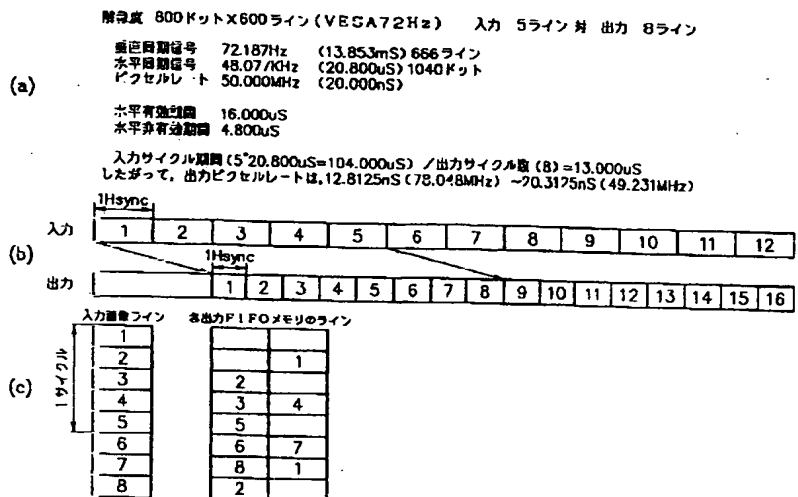 解像度 800ドット×600ライン(VESA72Hz) 入力 5ライン 対 出力 8ライン
(a)
垂直同期信号 72.187Hz (13.853mS) 666ライン
水平同期信号 48.077KHz (20.800uS) 1040ドット
ピクセルレート 50.000MHz (20.000nS)
水平有効期間 16.000uS
水平非有効期間 4.800uS
入力サイクル期間(5*20.800uS=104.000uS) /出力サイクル数(8)=13.000uS
したがって,出力ピクセルレートは,12.8125nS(78.048MHz) ~20.3125nS(49.231MHz)
(b)
1Hsync
入力 1 2 3 4 5 6 7 8 9 10 11 12
1Hsync
出力 1 2 3 4 5 6 7 8 9 10 11 12 13 14 15 16
(c)
入力画像ライン 各出力FIFOメモリのライン
1サイクル
1
2 1
3 2
4 3 4
5 5
6 6 7
7 8 1
8 2